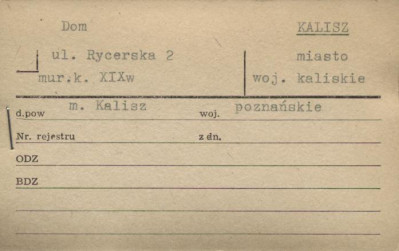 Dom KALISZ
ul. Rycerska 2 miasto
mur.k. XIXw woj. kaliskie
d.pow m. Kalisz woj. poznańskie
Nr. rejestru z dn.
ODZ
BDZ